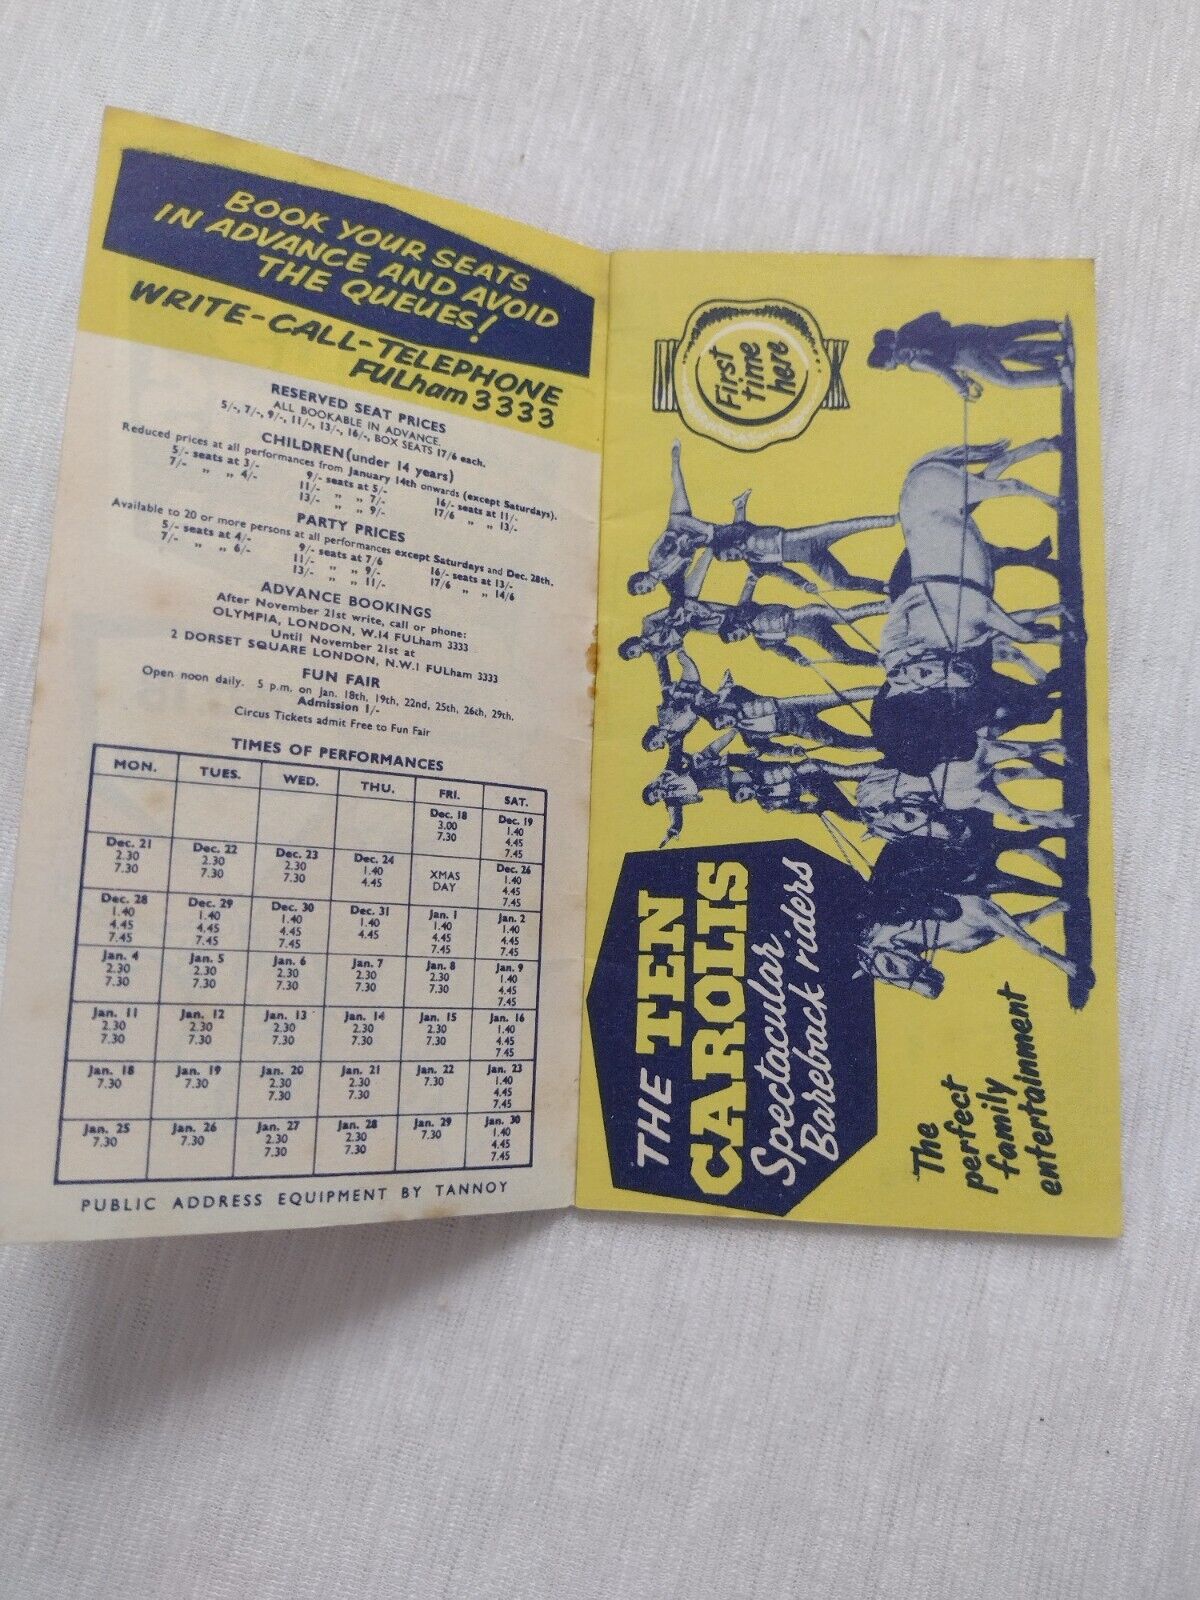 BOOK YOUR SEATS
IN ADVANCE AND AVOID
THE QUEUES!
WRITE-CALL-TELEPHONE
FULham 3333
RESERVED SEAT PRICES
ALL BOOKABLE IN ADVANCE.
5/-, 7/-, 9/-, 11/-, 13/-, 16/-, BOX SEATS 17/6 each.
CHILDREN (under 14 years)
Reduced prices at all performances from January 14th onwards (except Saturdays).
5/- seats at 3/- 9/- seats at 5/- 16/- seats at 11/-
7/- „ „ 4/- 11/- „ „ 7/- 17/6 „ „ 13/-
13/- „ „ 9/-
PARTY PRICES
Available to 20 or more persons at all performances except Saturdays and Dec. 28th.
5/- seats at 4/- 9/- seats at 7/6 16/- seats at 13/-
7/- „ „ 6/- 11/- „ „ 9/- 17/6 „ „ 14/6
13/- „ „ 11/-
ADVANCE BOOKINGS
After November 21st write, call or phone:
OLYMPIA, LONDON, W.14 FULham 3333
Until November 21st at
2 DORSET SQUARE LONDON, N.W.1 FULham 3333
FUN FAIR
Open noon daily. 5 p.m. on Jan. 18th, 19th, 22nd, 25th, 26th, 29th.
Admission 1/-
Circus Tickets admit Free to Fun Fair
TIMES OF PERFORMANCES
MON. TUES. WED. THU. FRI. SAT.
Dec. 18 Dec. 19
3.00 1.40
7.30 4.45
7.45
Dec. 21 Dec. 22 Dec. 23 Dec. 24 XMAS DAY Dec. 26
2.30 2.30 2.30 1.40 1.40
7.30 7.30 7.30 4.45 4.45
7.45
Dec. 28 Dec. 29 Dec. 30 Dec. 31 Jan. 1 Jan. 2
1.40 1.40 1.40 1.40 1.40 1.40
4.45 4.45 4.45 4.45 4.45 4.45
7.45 7.45 7.45 7.45 7.45
Jan. 4 Jan. 5 Jan. 6 Jan. 7 Jan. 8 Jan. 9
2.30 2.30 2.30 2.30 2.30 1.40
7.30 7.30 7.30 7.30 7.30 4.45
7.45
Jan. 11 Jan. 12 Jan. 13 Jan. 14 Jan. 15 Jan. 16
2.30 2.30 2.30 2.30 2.30 1.40
7.30 7.30 7.30 7.30 7.30 4.45
7.45
Jan. 18 Jan. 19 Jan. 20 Jan. 21 Jan. 22 Jan. 23
7.30 7.30 2.30 2.30 7.30 1.40
7.30 7.30 4.45
7.45
Jan. 25 Jan. 26 Jan. 27 Jan. 28 Jan. 29 Jan. 30
7.30 7.30 2.30 2.30 7.30 1.40
7.30 7.30 4.45
7.45
PUBLIC ADDRESS EQUIPMENT BY TANNOY
First
time
here
THE TEN
CAROLIS
Spectacular
Bareback riders
The
perfect
family
entertainment